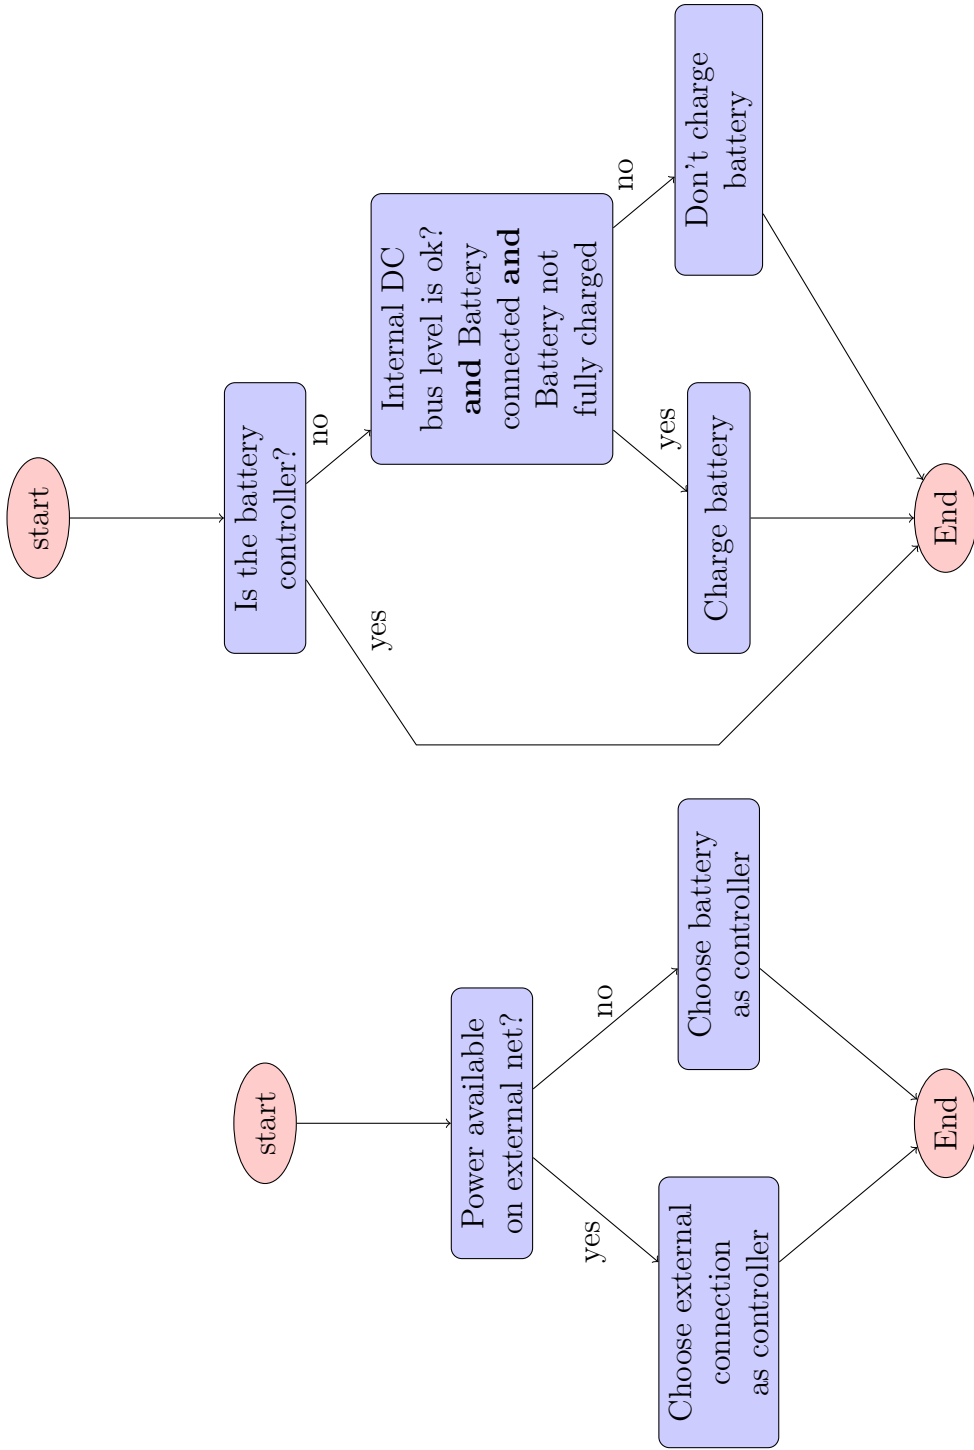 start
Power available
on external net?
yes
no
Choose external
connection
as controller
Choose battery
as controller
End
start
Is the battery
controller?
yes
no
Internal DC
bus level is ok?
and Battery
connected and
Battery not
fully charged
yes
no
Charge battery
Don't charge
battery
End